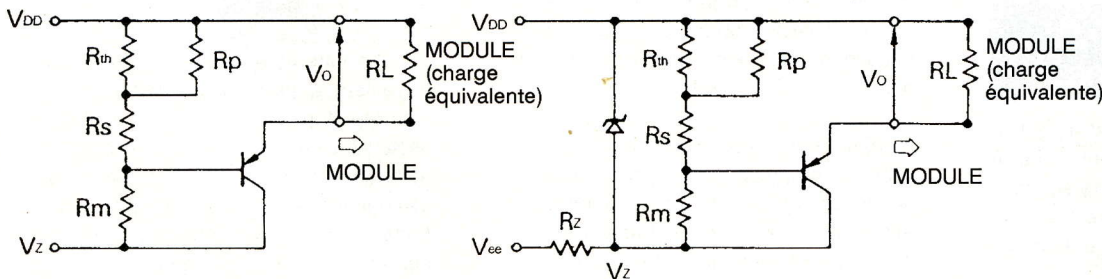 VDD
Rth
Rp
Vo
RL
MODULE
(charge
équivalente)
Rs
MODULE
Rm
Vz
VDD
Rth
Rp
Vo
RL
MODULE
(charge
équivalente)
Rs
MODULE
Rm
Rz
Vee
Vz